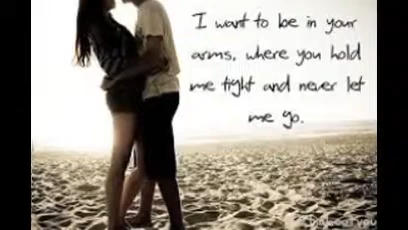 I want to be in your
arms, where you hold
me tight and never let
me go.